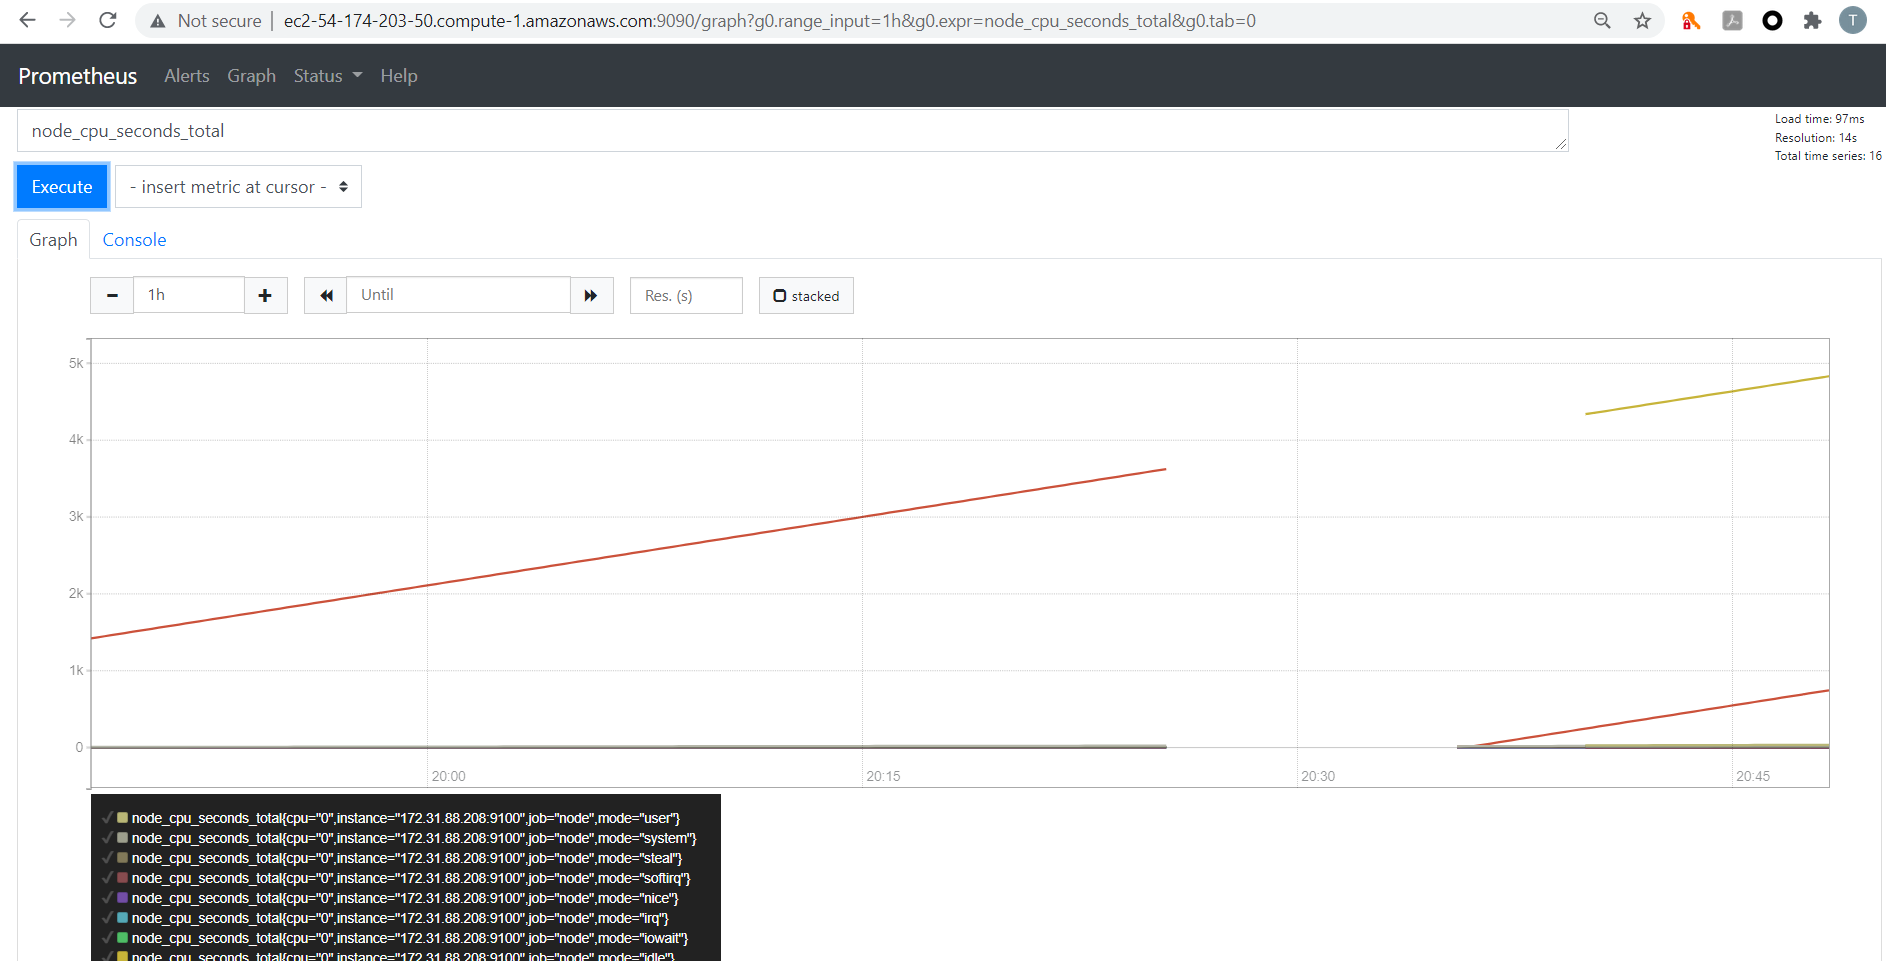 Not secure | ec2-54-174-203-50.compute-1.amazonaws.com:9090/graph?g0.range_input=1h&g0.expr=node_cpu_seconds_total&g0.tab=0
T
Prometheus Alerts Graph Status Help
node_cpu_seconds_total
Load time: 97ms
Resolution: 14s
Total time series: 16
Execute - insert metric at cursor -
Graph Console
1h Until Res. (s) stacked
5k
4k
3k
2k
1k
0
20:00 20:15 20:30 20:45
node_cpu_seconds_total{cpu="0",instance="172.31.88.208:9100",job="node",mode="user"}
node_cpu_seconds_total{cpu="0",instance="172.31.88.208:9100",job="node",mode="system"}
node_cpu_seconds_total{cpu="0",instance="172.31.88.208:9100",job="node",mode="steal"}
node_cpu_seconds_total{cpu="0",instance="172.31.88.208:9100",job="node",mode="softirq"}
node_cpu_seconds_total{cpu="0",instance="172.31.88.208:9100",job="node",mode="nice"}
node_cpu_seconds_total{cpu="0",instance="172.31.88.208:9100",job="node",mode="irq"}
node_cpu_seconds_total{cpu="0",instance="172.31.88.208:9100",job="node",mode="iowait"}
node_cpu_seconds_total{cpu="0",instance="172.31.88.208:9100",job="node",mode="idle"}